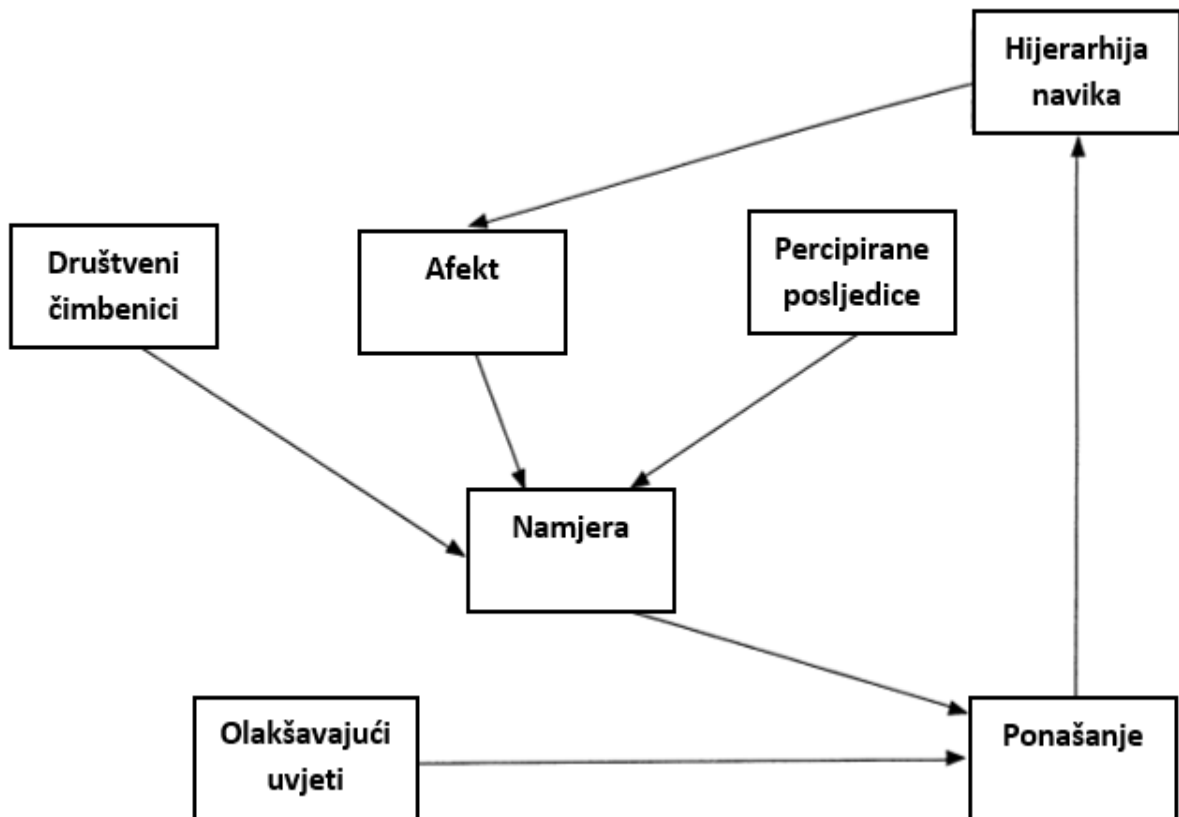 Hijerarhija
navika
Društveni
čimbenici
Afekt
Percipirane
posljedice
Namjera
Olakšavajući
uvjeti
Ponašanje